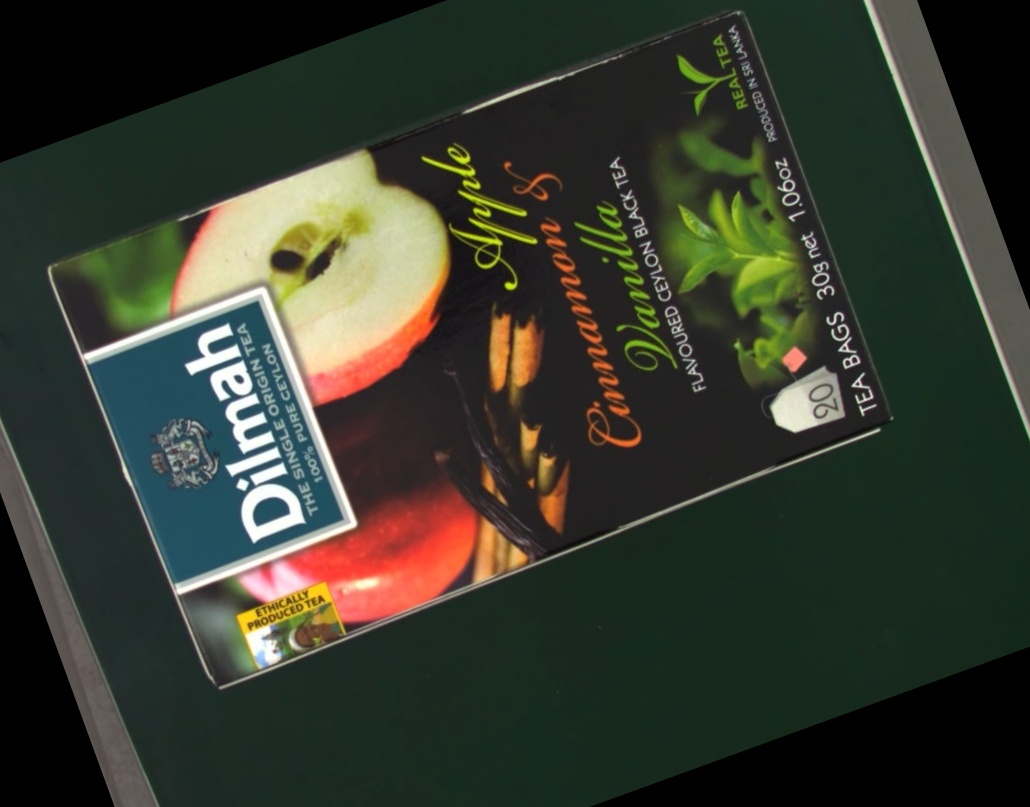 Dilmah
THE SINGLE ORIGIN TEA
100% PURE CEYLON
ETHICALLY
PRODUCED TEA
Apple
Cinnamon &
Vanilla
FLAVOURED CEYLON BLACK TEA
REAL TEA
PRODUCED IN SRI LANKA
20
TEA BAGS 30g net 1.06oz